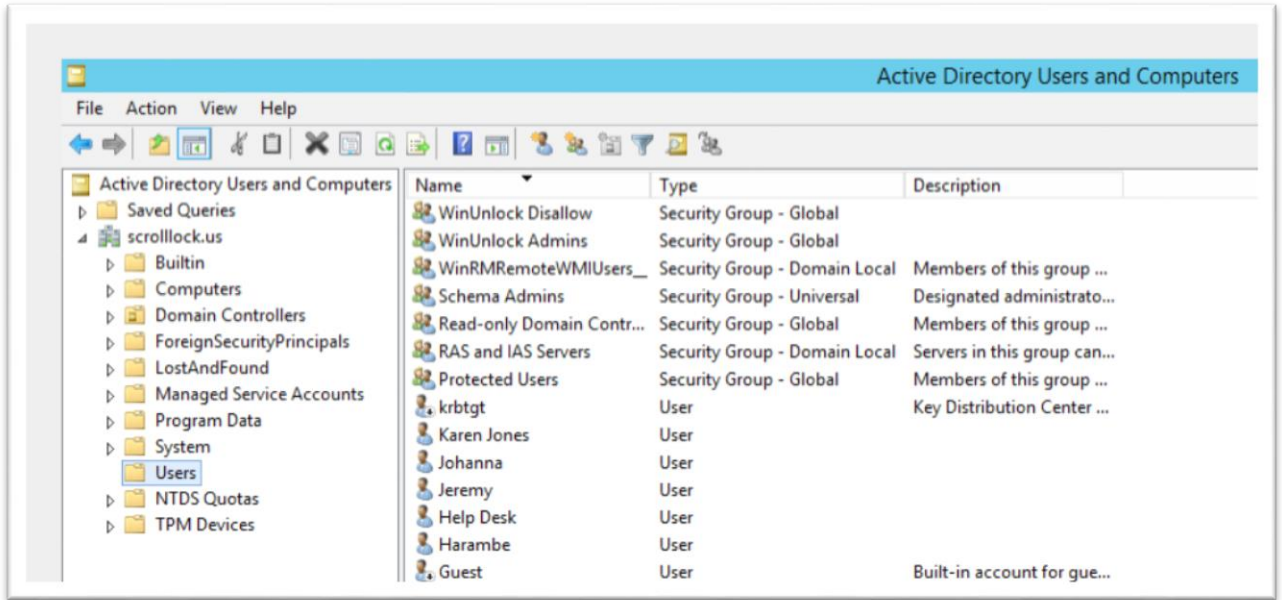 Active Directory Users and Computers
File Action View Help
Active Directory Users and Computers
Saved Queries
scrolllock.us
Builtin
Computers
Domain Controllers
ForeignSecurityPrincipals
LostAndFound
Managed Service Accounts
Program Data
System
Users
NTDS Quotas
TPM Devices
Name Type Description
WinUnlock Disallow Security Group - Global
WinUnlock Admins Security Group - Global
WinRMRemoteWMIUsers__ Security Group - Domain Local Members of this group ...
Schema Admins Security Group - Universal Designated administrato...
Read-only Domain Contr... Security Group - Global Members of this group ...
RAS and IAS Servers Security Group - Domain Local Servers in this group can...
Protected Users Security Group - Global Members of this group ...
krbtgt User Key Distribution Center ...
Karen Jones User
Johanna User
Jeremy User
Help Desk User
Harambe User
Guest User Built-in account for gue...